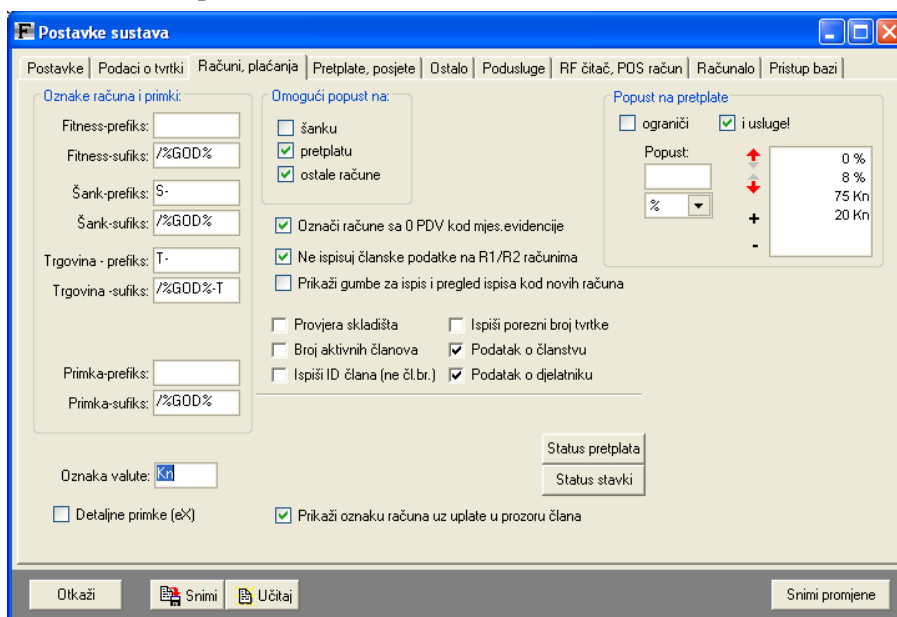 F Postavke sustava
Postavke Podaci o tvrtki Računi, plaćanja Pretplate, posjete Ostalo Podusluge RF čitač, POS račun Računalo Pristup bazi
Oznake računa i primki:
Fitness-prefiks:
Fitness-sufiks: /%GOD%
Šank-prefiks: S-
Šank-sufiks: /%GOD%
Trgovina - prefiks: T-
Trgovina -sufiks: /%GOD%-T
Primka-prefiks:
Primka-sufiks: /%GOD%
Oznaka valute: Kn
Detaljne primke (eX)
Omogući popust na:
šanku
pretplatu
ostale račune
Označi račune sa 0 PDV kod mjes.evidencije
Ne ispisuj članske podatke na R1/R2 računima
Prikaži gumbe za ispis i pregled ispisa kod novih računa
Provjera skladišta Ispiši porezni broj tvrtke
Broj aktivnih članova Podatak o članstvu
Ispiši ID člana (ne čl.br.) Podatak o djelatniku
Status pretplata
Status stavki
Prikaži oznaku računa uz uplate u prozoru člana
Popust na pretplate
ograniči i usluge!
Popust:
%
+
-
0 %
8 %
75 Kn
20 Kn
Otkaži Snimi Učitaj Snimi promjene